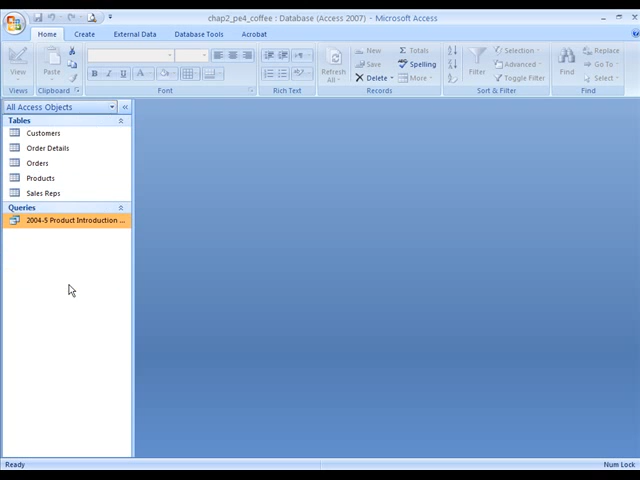 chap2_pe4_coffee : Database (Access 2007) - Microsoft Access
Home Create External Data Database Tools Acrobat
View
Views
Paste
Clipboard
B I U A
Font
Rich Text
Refresh All
New
Save
Delete
Totals
Spelling
More
Records
Filter
Selection
Advanced
Toggle Filter
Sort & Filter
Find
Replace
Go To
Select
Find
All Access Objects
Tables
Customers
Order Details
Orders
Products
Sales Reps
Queries
2004-5 Product Introduction ...
Ready
Num Lock